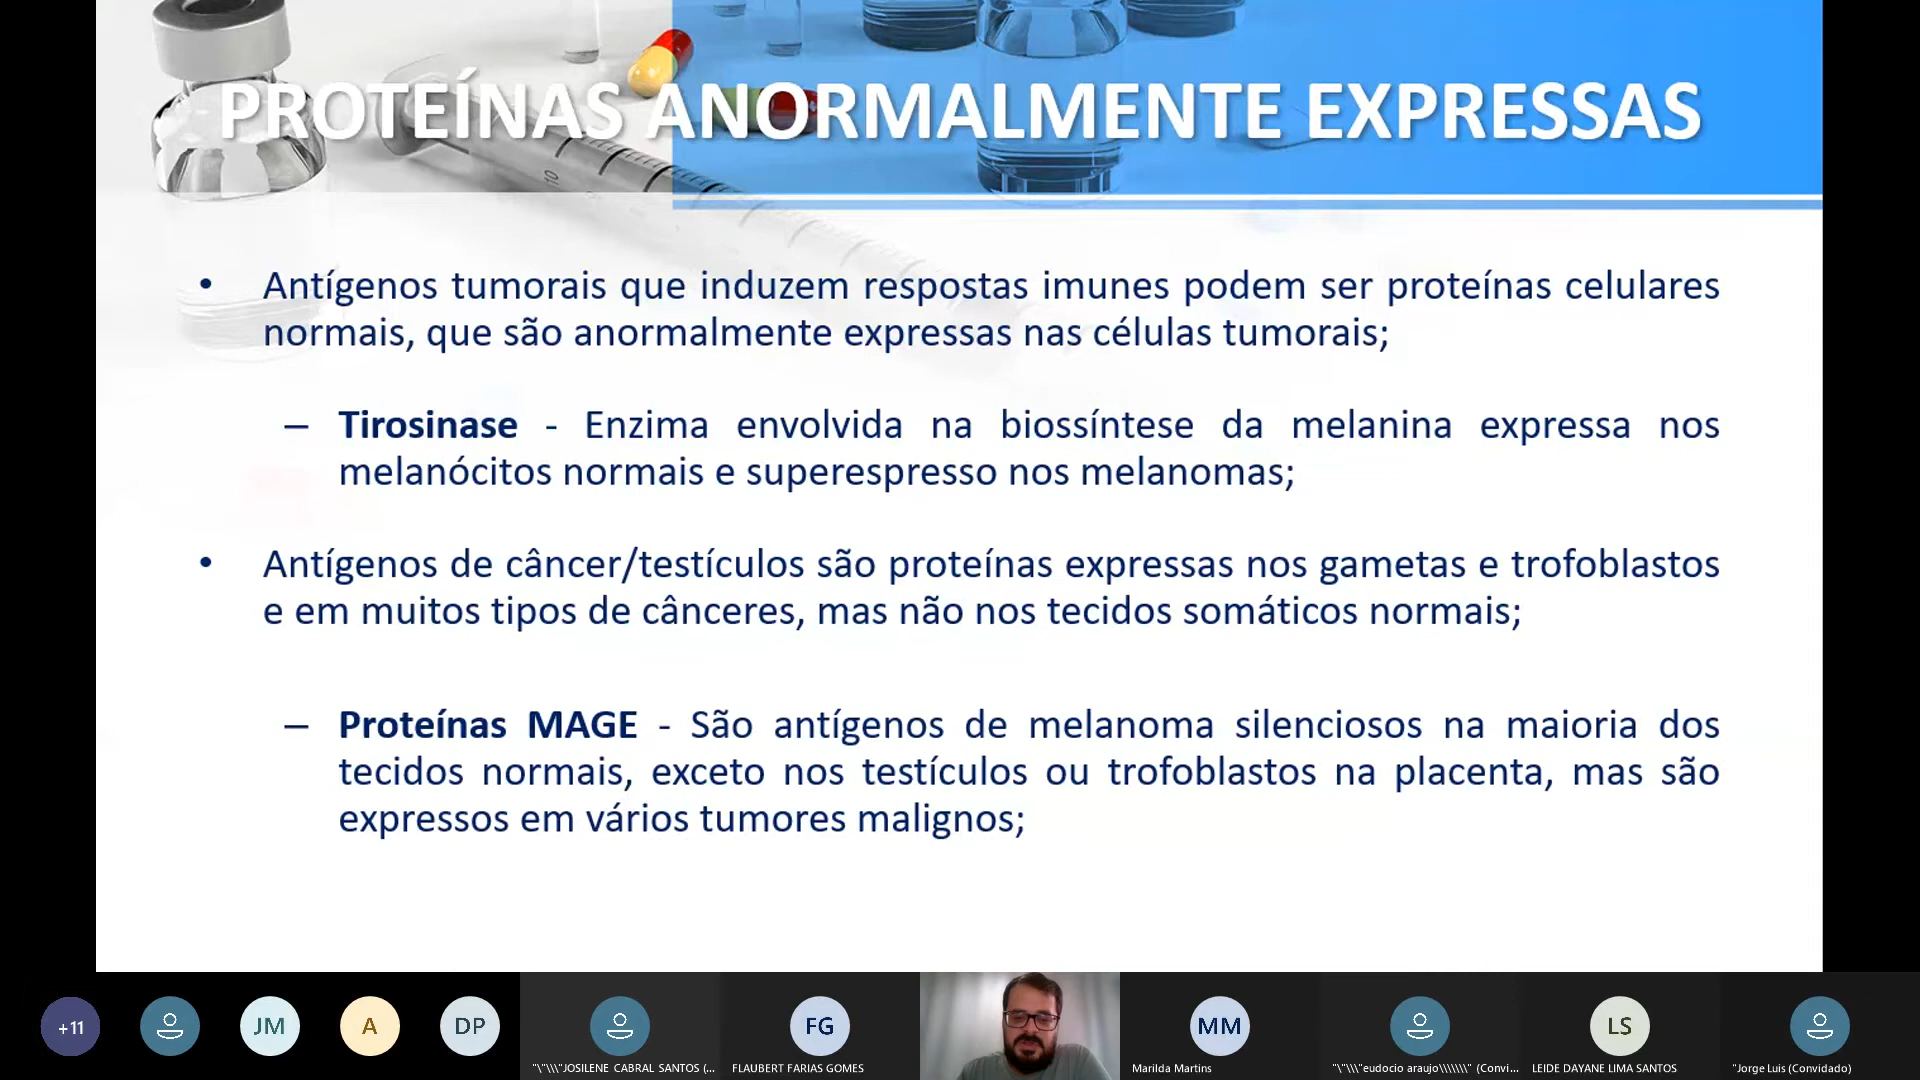 PROTEÍNAS ANORMALMENTE EXPRESSAS
• Antígenos tumorais que induzem respostas imunes podem ser proteínas celulares
normais, que são anormalmente expressas nas células tumorais;
– Tirosinase - Enzima envolvida na biossíntese da melanina expressa nos
melanócitos normais e superespresso nos melanomas;
• Antígenos de câncer/testículos são proteínas expressas nos gametas e trofoblastos
e em muitos tipos de cânceres, mas não nos tecidos somáticos normais;
– Proteínas MAGE - São antígenos de melanoma silenciosos na maioria dos
tecidos normais, exceto nos testículos ou trofoblastos na placenta, mas são
expressos em vários tumores malignos;
10
+11
JM
A
DP
FG
MM
LS
"\"\\\"JOSILENE CABRAL SANTOS (...
FLAUBERT FARIAS GOMES
Marilda Martins
"\"\\\"eudocio araujo\\\\\\\" (Convi...
LEIDE DAYANE LIMA SANTOS
"Jorge Luis (Convidado)